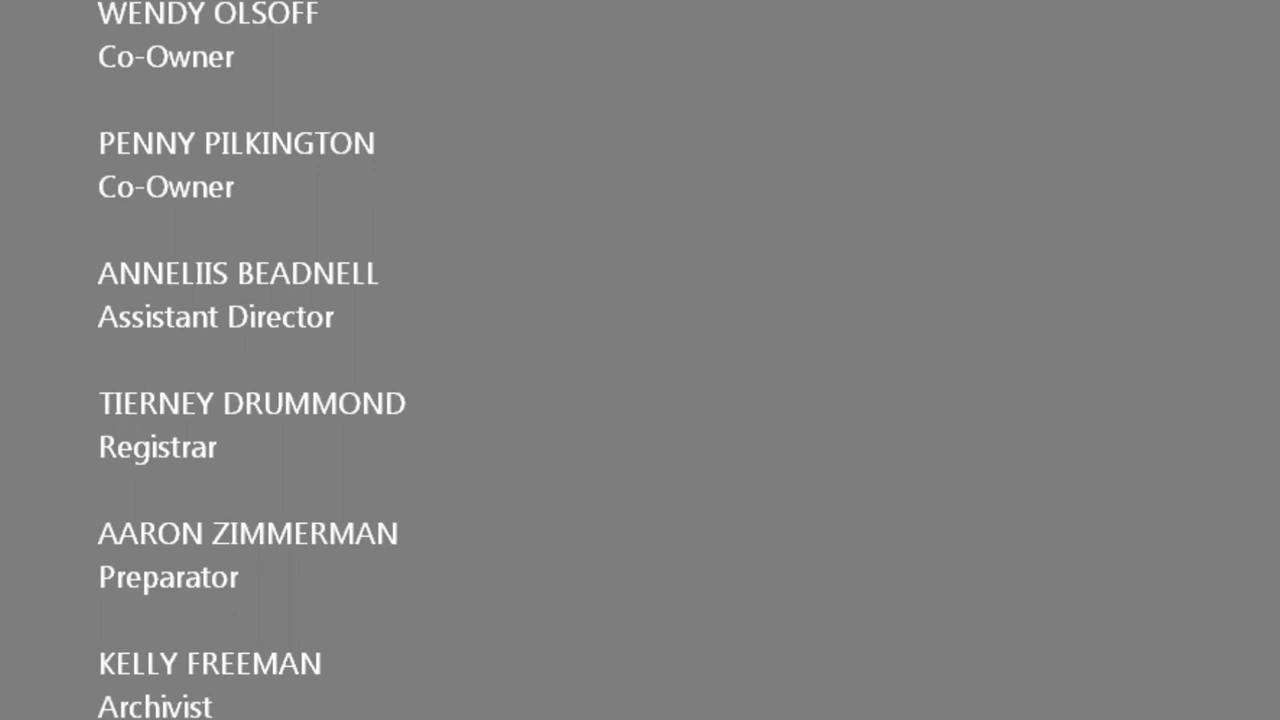 WENDY OLSOFF
Co-Owner
PENNY PILKINGTON
Co-Owner
ANNELIIS BEADNELL
Assistant Director
TIERNEY DRUMMOND
Registrar
AARON ZIMMERMAN
Preparator
KELLY FREEMAN
Archivist